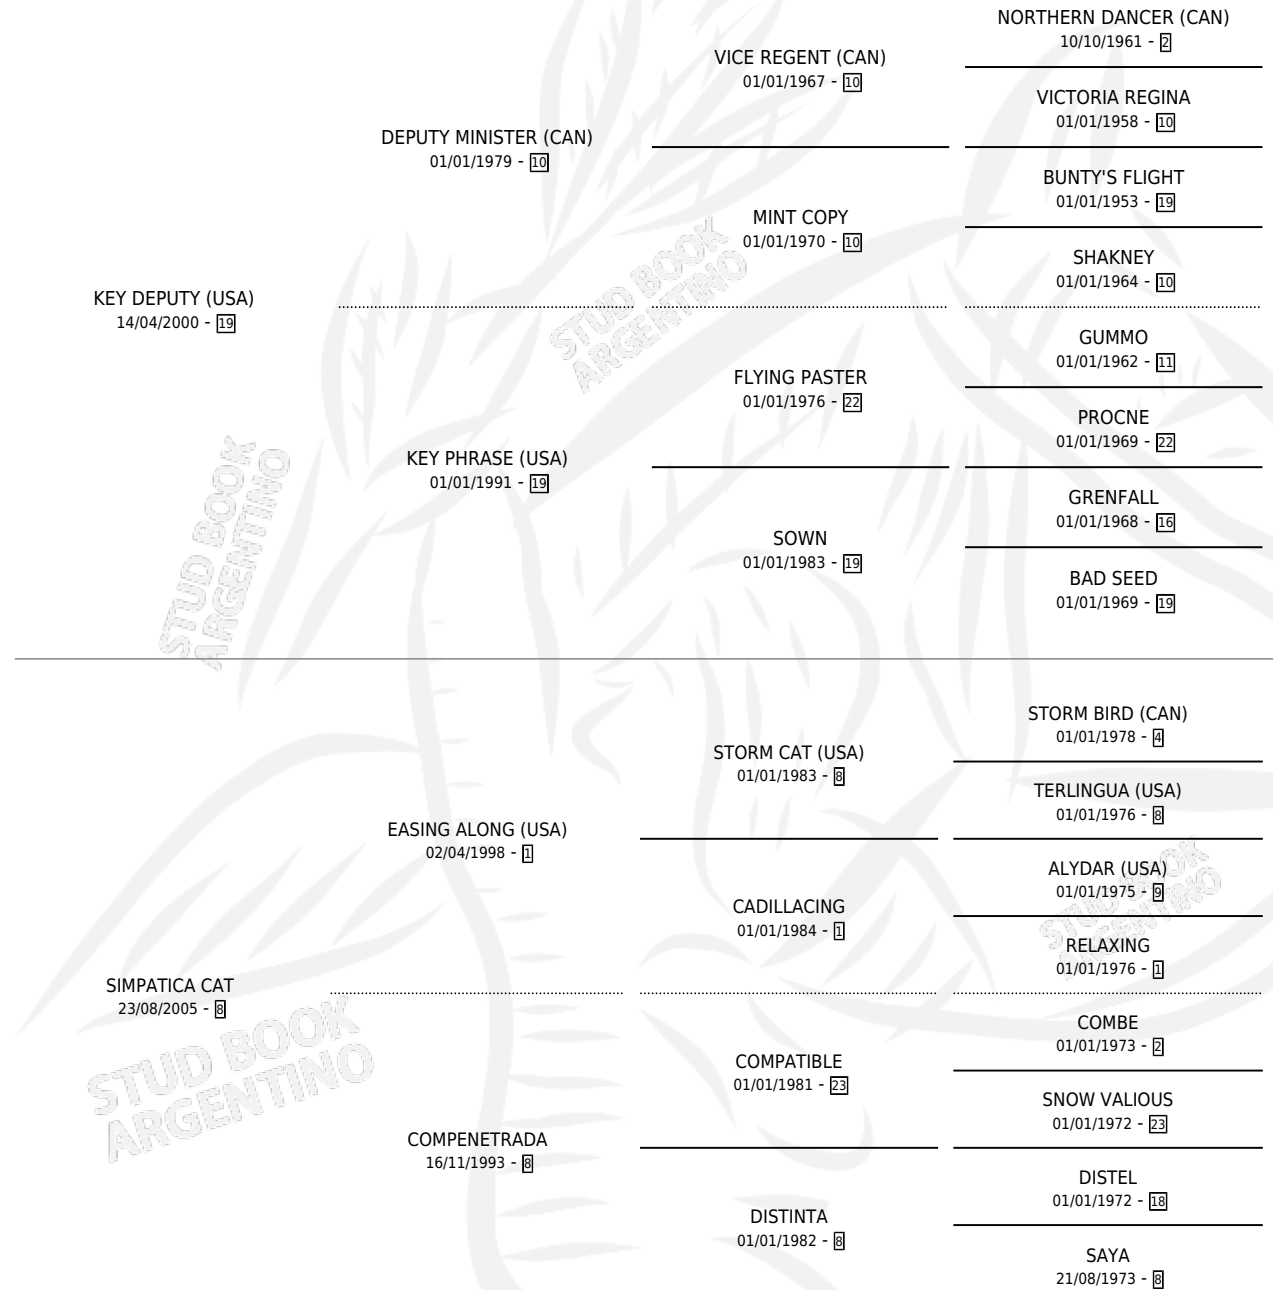 NORTHERN DANCER (CAN)
10/10/1961 - 2
VICE REGENT (CAN)
01/01/1967 - 10
VICTORIA REGINA
01/01/1958 - 10
DEPUTY MINISTER (CAN)
01/01/1979 - 10
BUNTY'S FLIGHT
01/01/1953 - 19
MINT COPY
01/01/1970 - 10
SHAKNEY
01/01/1964 - 10
KEY DEPUTY (USA)
14/04/2000 - 19
GUMMO
01/01/1962 - 11
FLYING PASTER
01/01/1976 - 22
PROCNE
01/01/1969 - 22
KEY PHRASE (USA)
01/01/1991 - 19
GRENFALL
01/01/1968 - 16
SOWN
01/01/1983 - 19
BAD SEED
01/01/1969 - 19
STUD BOOK
ARGENTINO
STUD BOOK
ARGENTINO
STORM BIRD (CAN)
01/01/1978 - 4
STORM CAT (USA)
01/01/1983 - 8
TERLINGUA (USA)
01/01/1976 - 8
EASING ALONG (USA)
02/04/1998 - 1
ALYDAR (USA)
01/01/1975 - 9
CADILLACING
01/01/1984 - 1
RELAXING
01/01/1976 - 1
SIMPATICA CAT
23/08/2005 - 8
COMBE
01/01/1973 - 2
COMPATIBLE
01/01/1981 - 23
SNOW VALIOUS
01/01/1972 - 23
COMPENETRADA
16/11/1993 - 8
DISTEL
01/01/1972 - 18
DISTINTA
01/01/1982 - 8
SAYA
21/08/1973 - 8
STUD BOOK
ARGENTINO
STUD BOOK
ARGENTINO